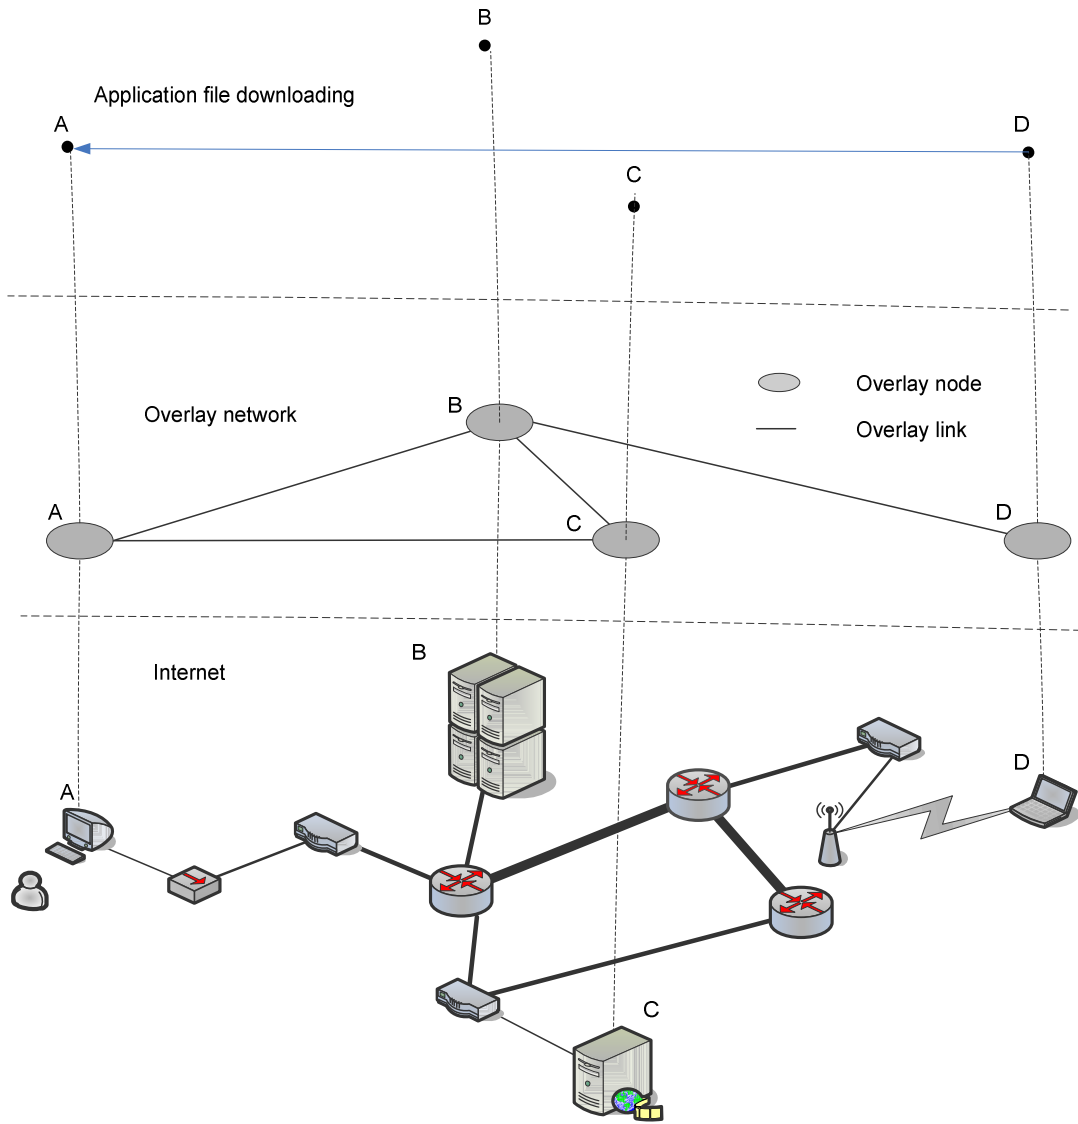 B
Application file downloading
A
D
C
Overlay node
B
Overlay network
Overlay link
A
C
D
B
Internet
D
A
C